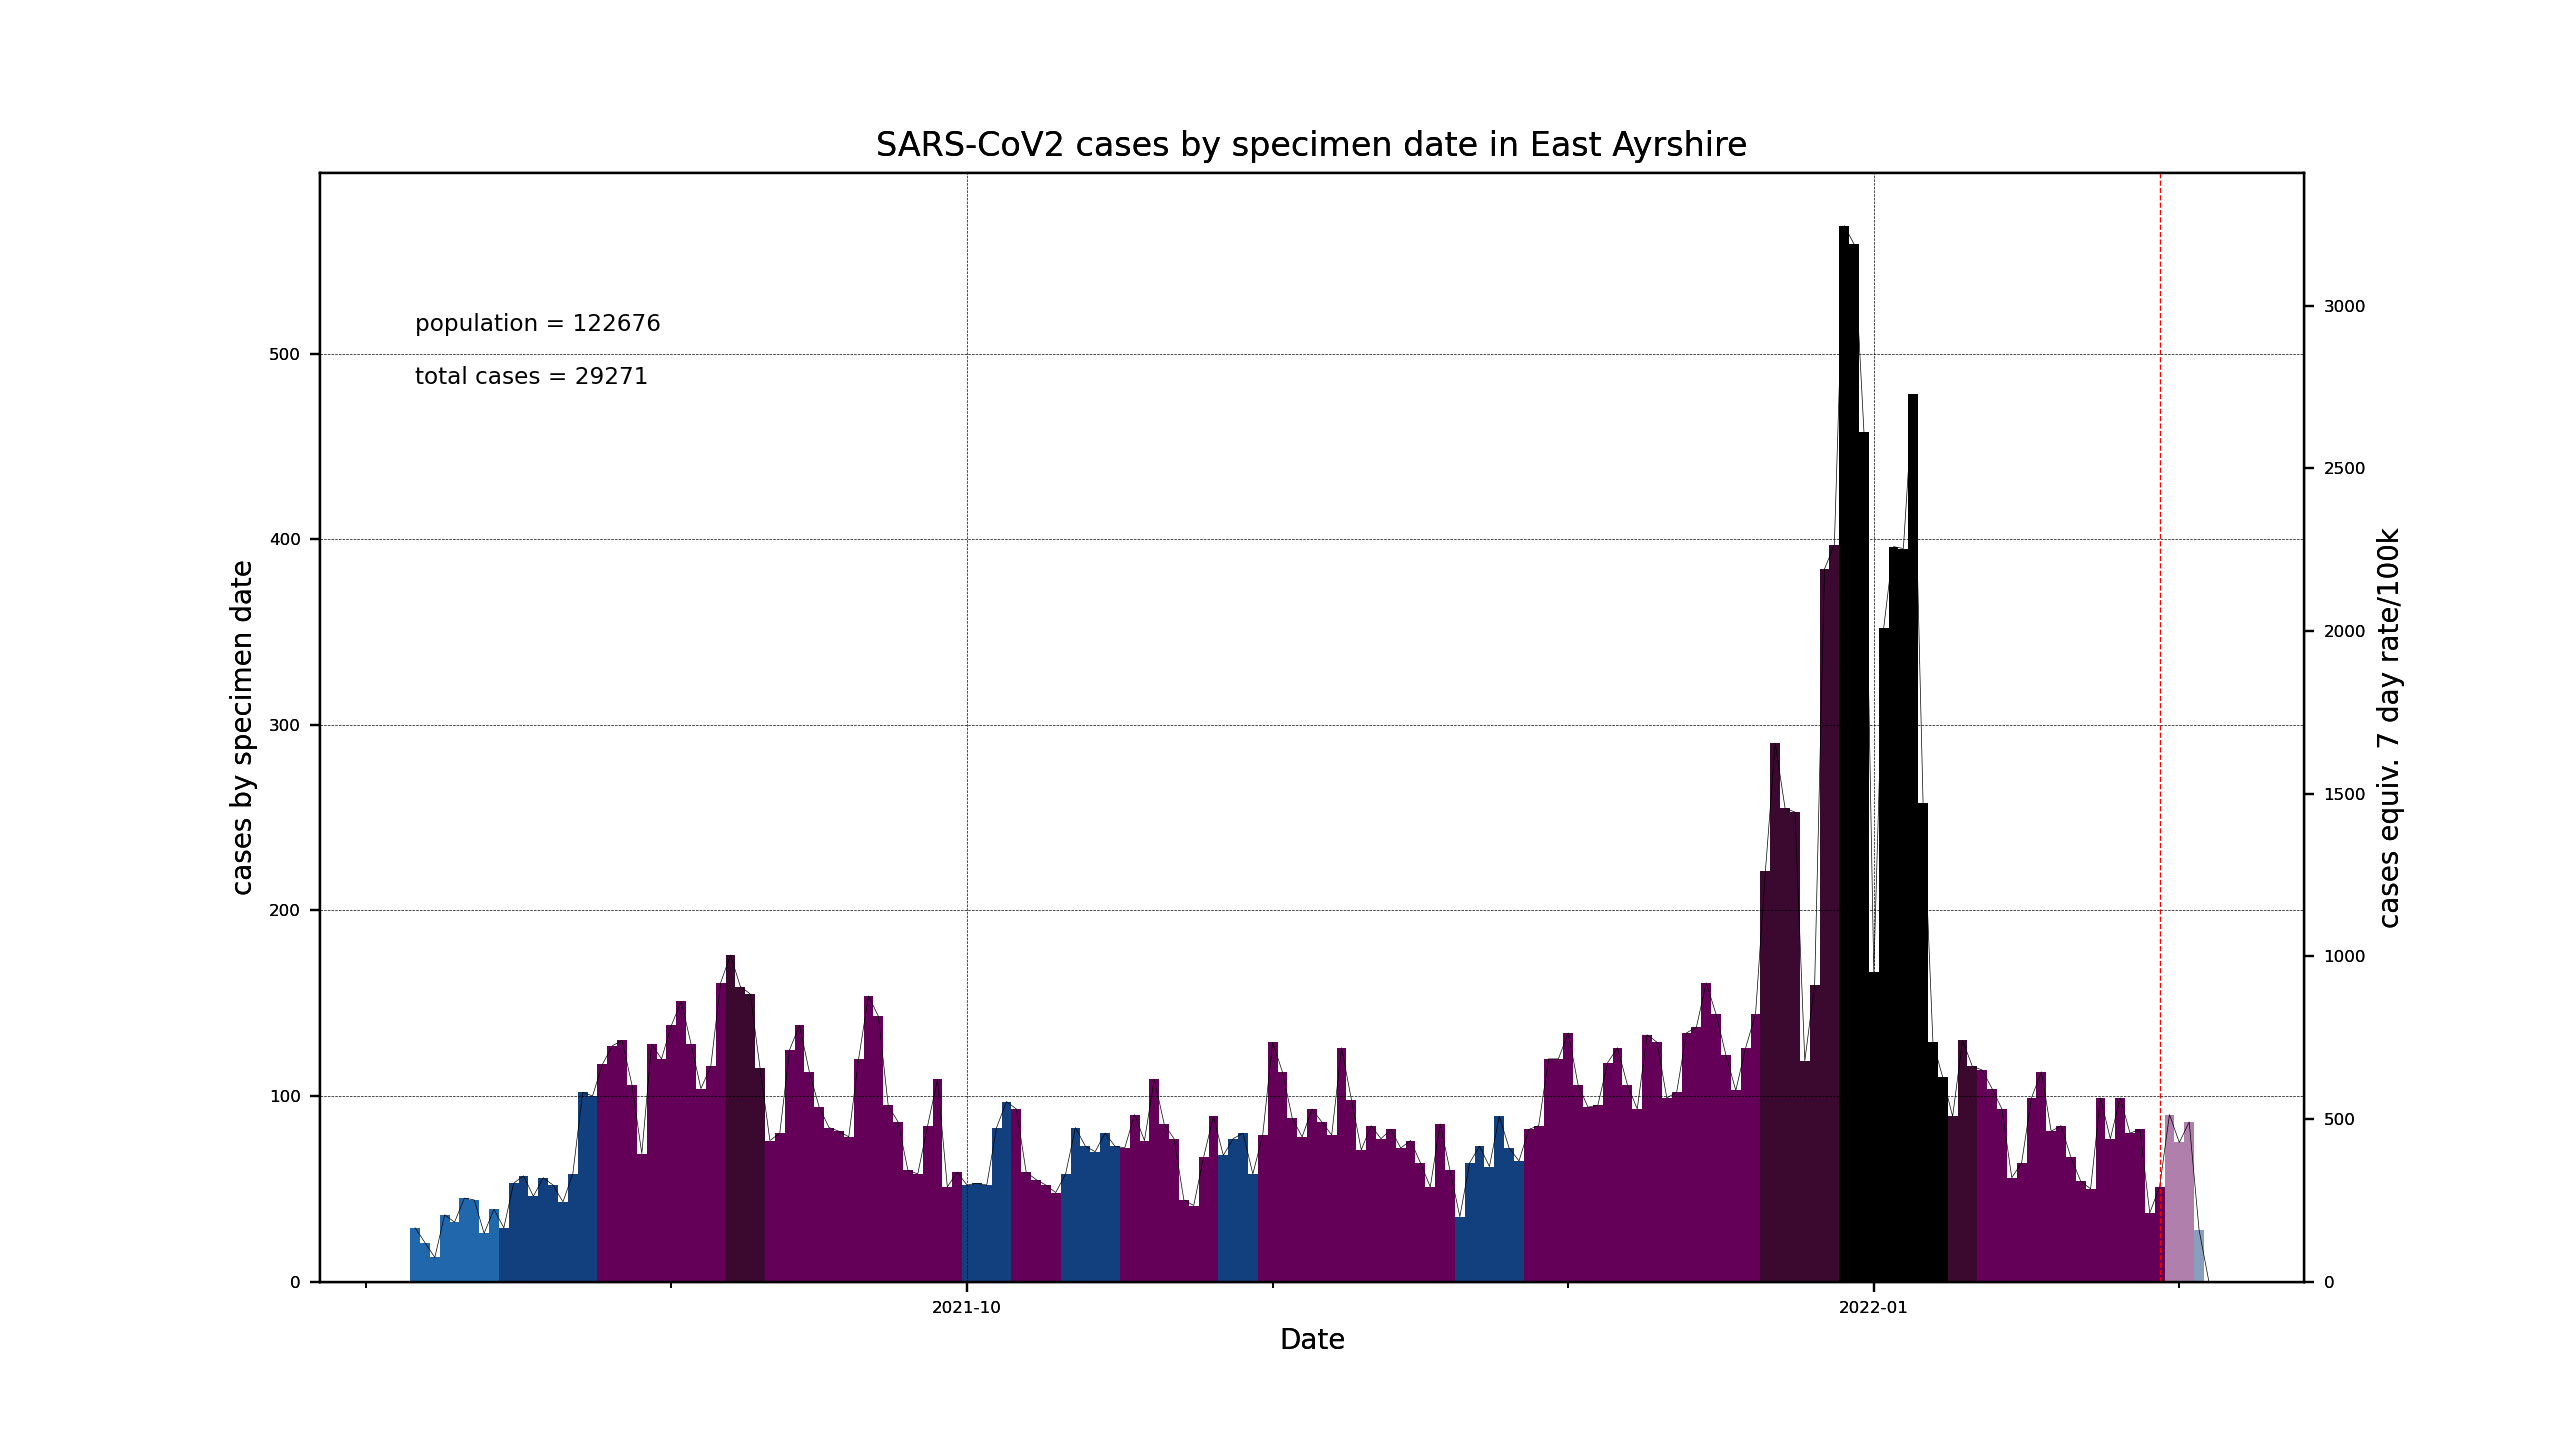 SARS-CoV2 cases by specimen date in East Ayrshire
population = 122676
total cases = 29271
cases by specimen date
500
400
300
200
100
0
3000
2500
2000
1500
1000
500
0
cases equiv. 7 day rate/100k
2021-10
2022-01
Date